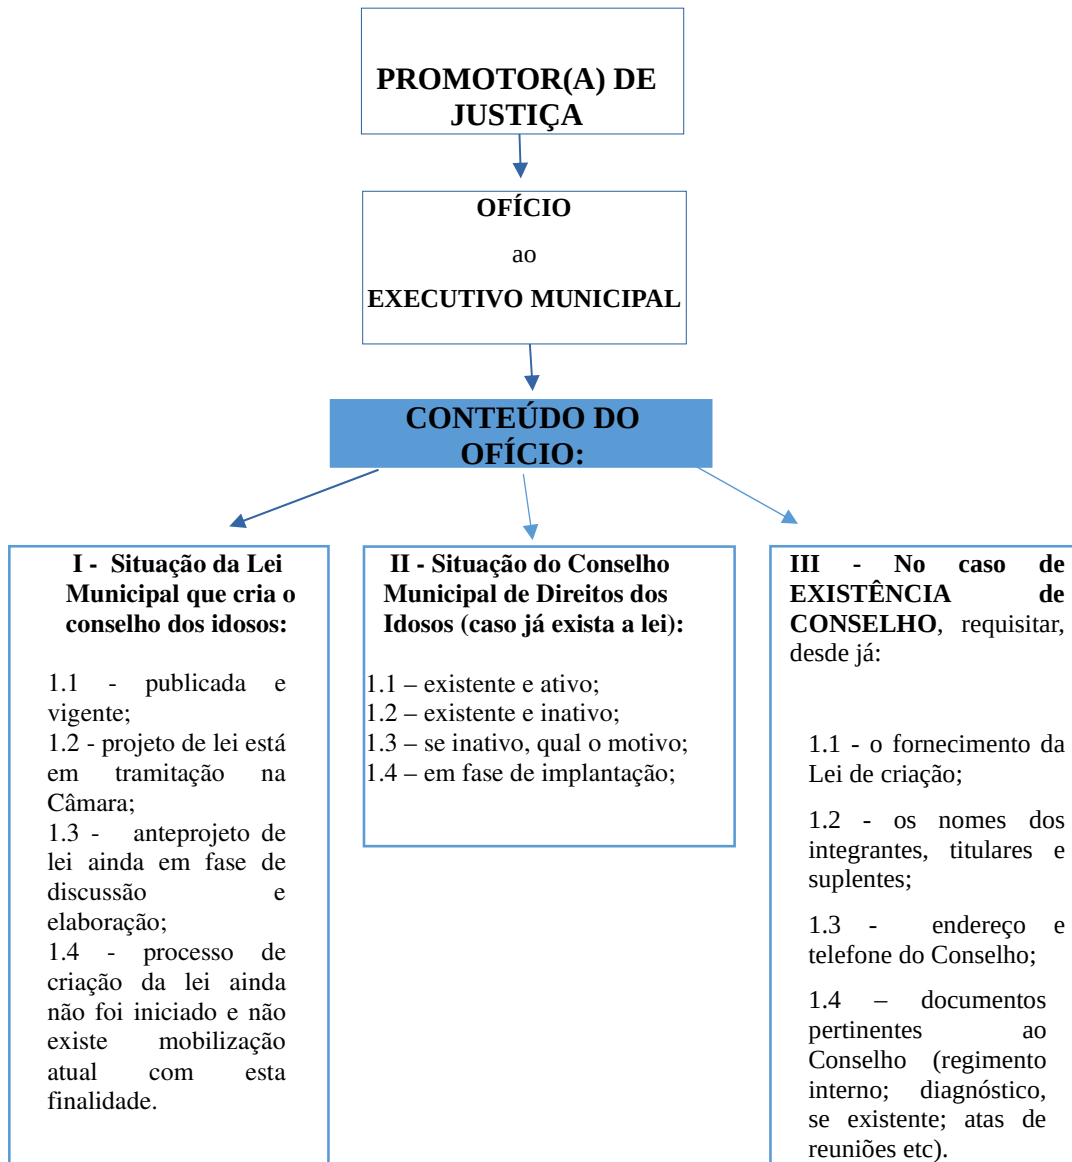 PROMOTOR(A) DE
JUSTIÇA
OFÍCIO
ao
EXECUTIVO MUNICIPAL
CONTEÚDO DO
OFÍCIO:
I - Situação da Lei
Municipal que cria o
conselho dos idosos:
1.1 - publicada e
vigente;
1.2 - projeto de lei está
em tramitação na
Câmara;
1.3 - anteprojeto de
lei ainda em fase de
discussão e
elaboração;
1.4 - processo de
criação da lei ainda
não foi iniciado e não
existe mobilização
atual com esta
finalidade.
II - Situação do Conselho
Municipal de Direitos dos
Idosos (caso já exista a lei):
1.1 – existente e ativo;
1.2 – existente e inativo;
1.3 – se inativo, qual o motivo;
1.4 – em fase de implantação;
III - No caso de
EXISTÊNCIA de
CONSELHO, requisitar,
desde já:
1.1 - o fornecimento da
Lei de criação;
1.2 - os nomes dos
integrantes, titulares e
suplentes;
1.3 - endereço e
telefone do Conselho;
1.4 – documentos
pertinentes ao
Conselho (regimento
interno; diagnóstico,
se existente; atas de
reuniões etc).